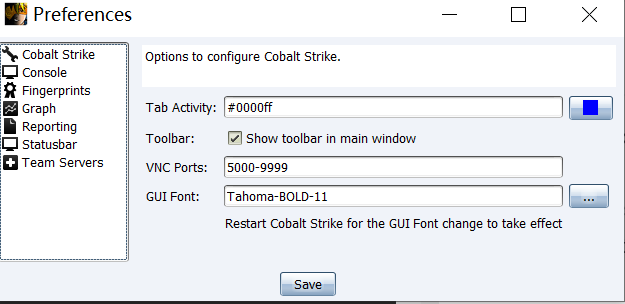 Preferences
Cobalt Strike
Console
Fingerprints
Graph
Reporting
Statusbar
Team Servers
Options to configure Cobalt Strike.
Tab Activity: #0000ff
Toolbar: Show toolbar in main window
VNC Ports: 5000-9999
GUI Font: Tahoma-BOLD-11 ...
Restart Cobalt Strike for the GUI Font change to take effect
Save